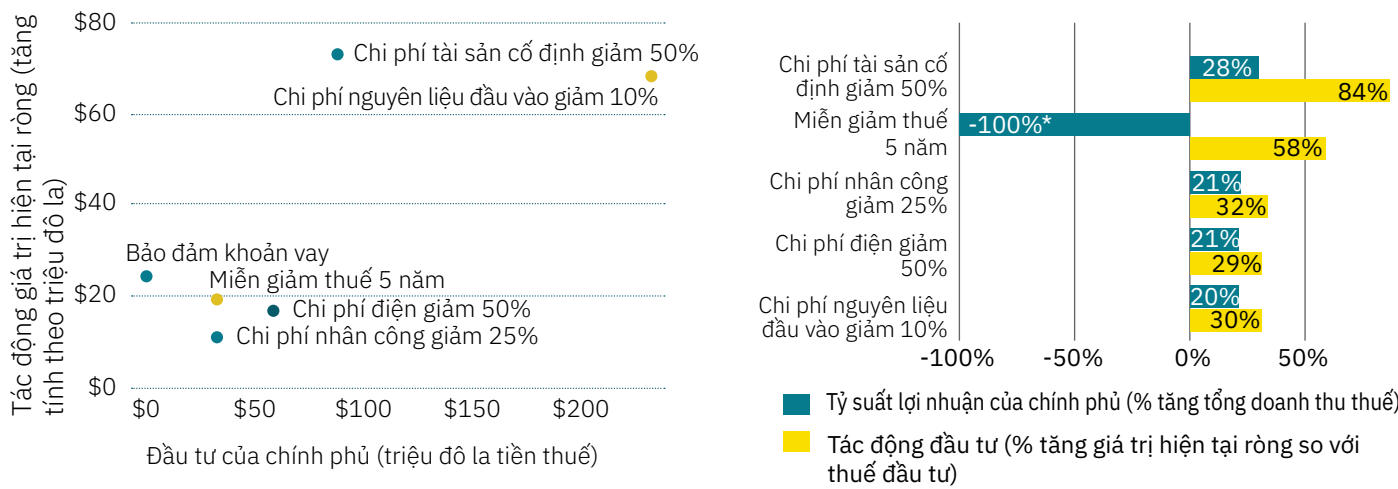 Tác động giá trị hiện tại ròng (tăng
tính theo triệu đô la)
$80
$60
$40
$20
$0
Chi phí tài sản cố định giảm 50%
Chi phí nguyên liệu đầu vào giảm 10%
Bảo đảm khoản vay
Miễn giảm thuế 5 năm
Chi phí điện giảm 50%
Chi phí nhân công giảm 25%
$0 $50 $100 $150 $200
Đầu tư của chính phủ (triệu đô la tiền thuế)
Chi phí tài sản cố
định giảm 50%
28%
84%
Miễn giảm thuế
5 năm
-100%*
58%
Chi phí nhân công
giảm 25%
21%
32%
Chi phí điện giảm
50%
21%
29%
Chi phí nguyên liệu
đầu vào giảm 10%
20%
30%
-100% -50% 0% 50%
Tỷ suất lợi nhuận của chính phủ (% tăng tổng doanh thu thuế)
Tác động đầu tư (% tăng giá trị hiện tại ròng so với
thuế đầu tư)